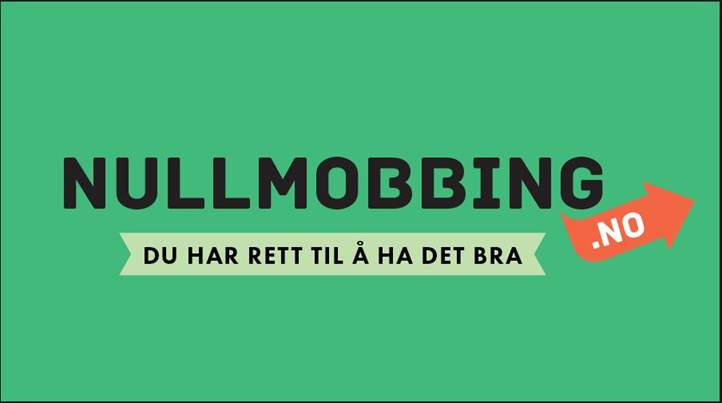 NULLMOBBING
.NO
DU HAR RETT TIL Å HA DET BRA